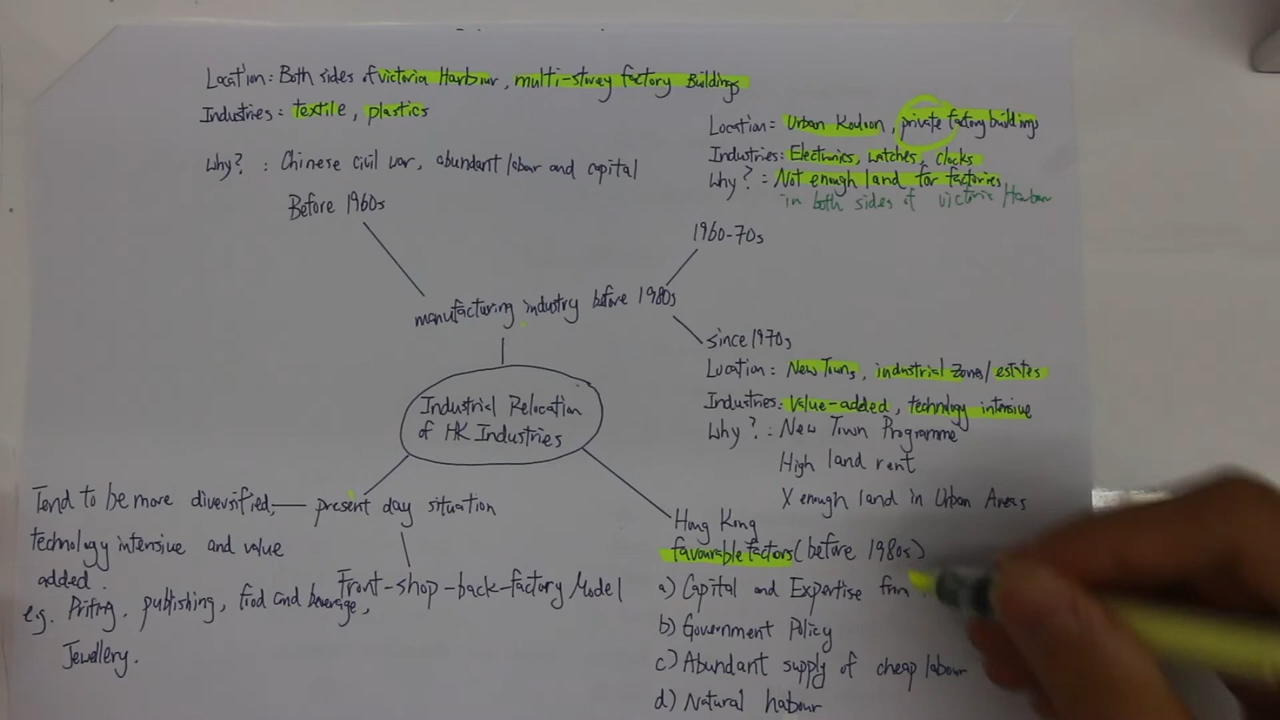 Location: Both sides of victoria Harbour, multi-storey factory Buildings
Industries: textile, plastics
Why? : Chinese civil war, abundant labor and capital
Before 1960s
Location: Urban Kowloon, private factory buildings
Industries: Electronics, watches, clocks
Why? : Not enough land for factories
in both sides of victoria Harbour
1960-70s
manufacturing industry before 1980s
since 1970s
Location: New Towns, industrial zones/estates
Industries: Value-added, technology intensive
Why? : New Town Programme
High land rent
X enough land in Urban Areas
Industrial Relocation
of HK Industries
Tend to be more diversified,
technology intensive and value
added.
e.g. Priting, publishing, food and beverage,
Jewellery.
present day situation
Front-shop-back-factory Model
Hong Kong
favourable factors (before 1980s)
a) Capital and Expertise from
b) Government Policy
c) Abundant supply of cheap labour
d) Natural habour